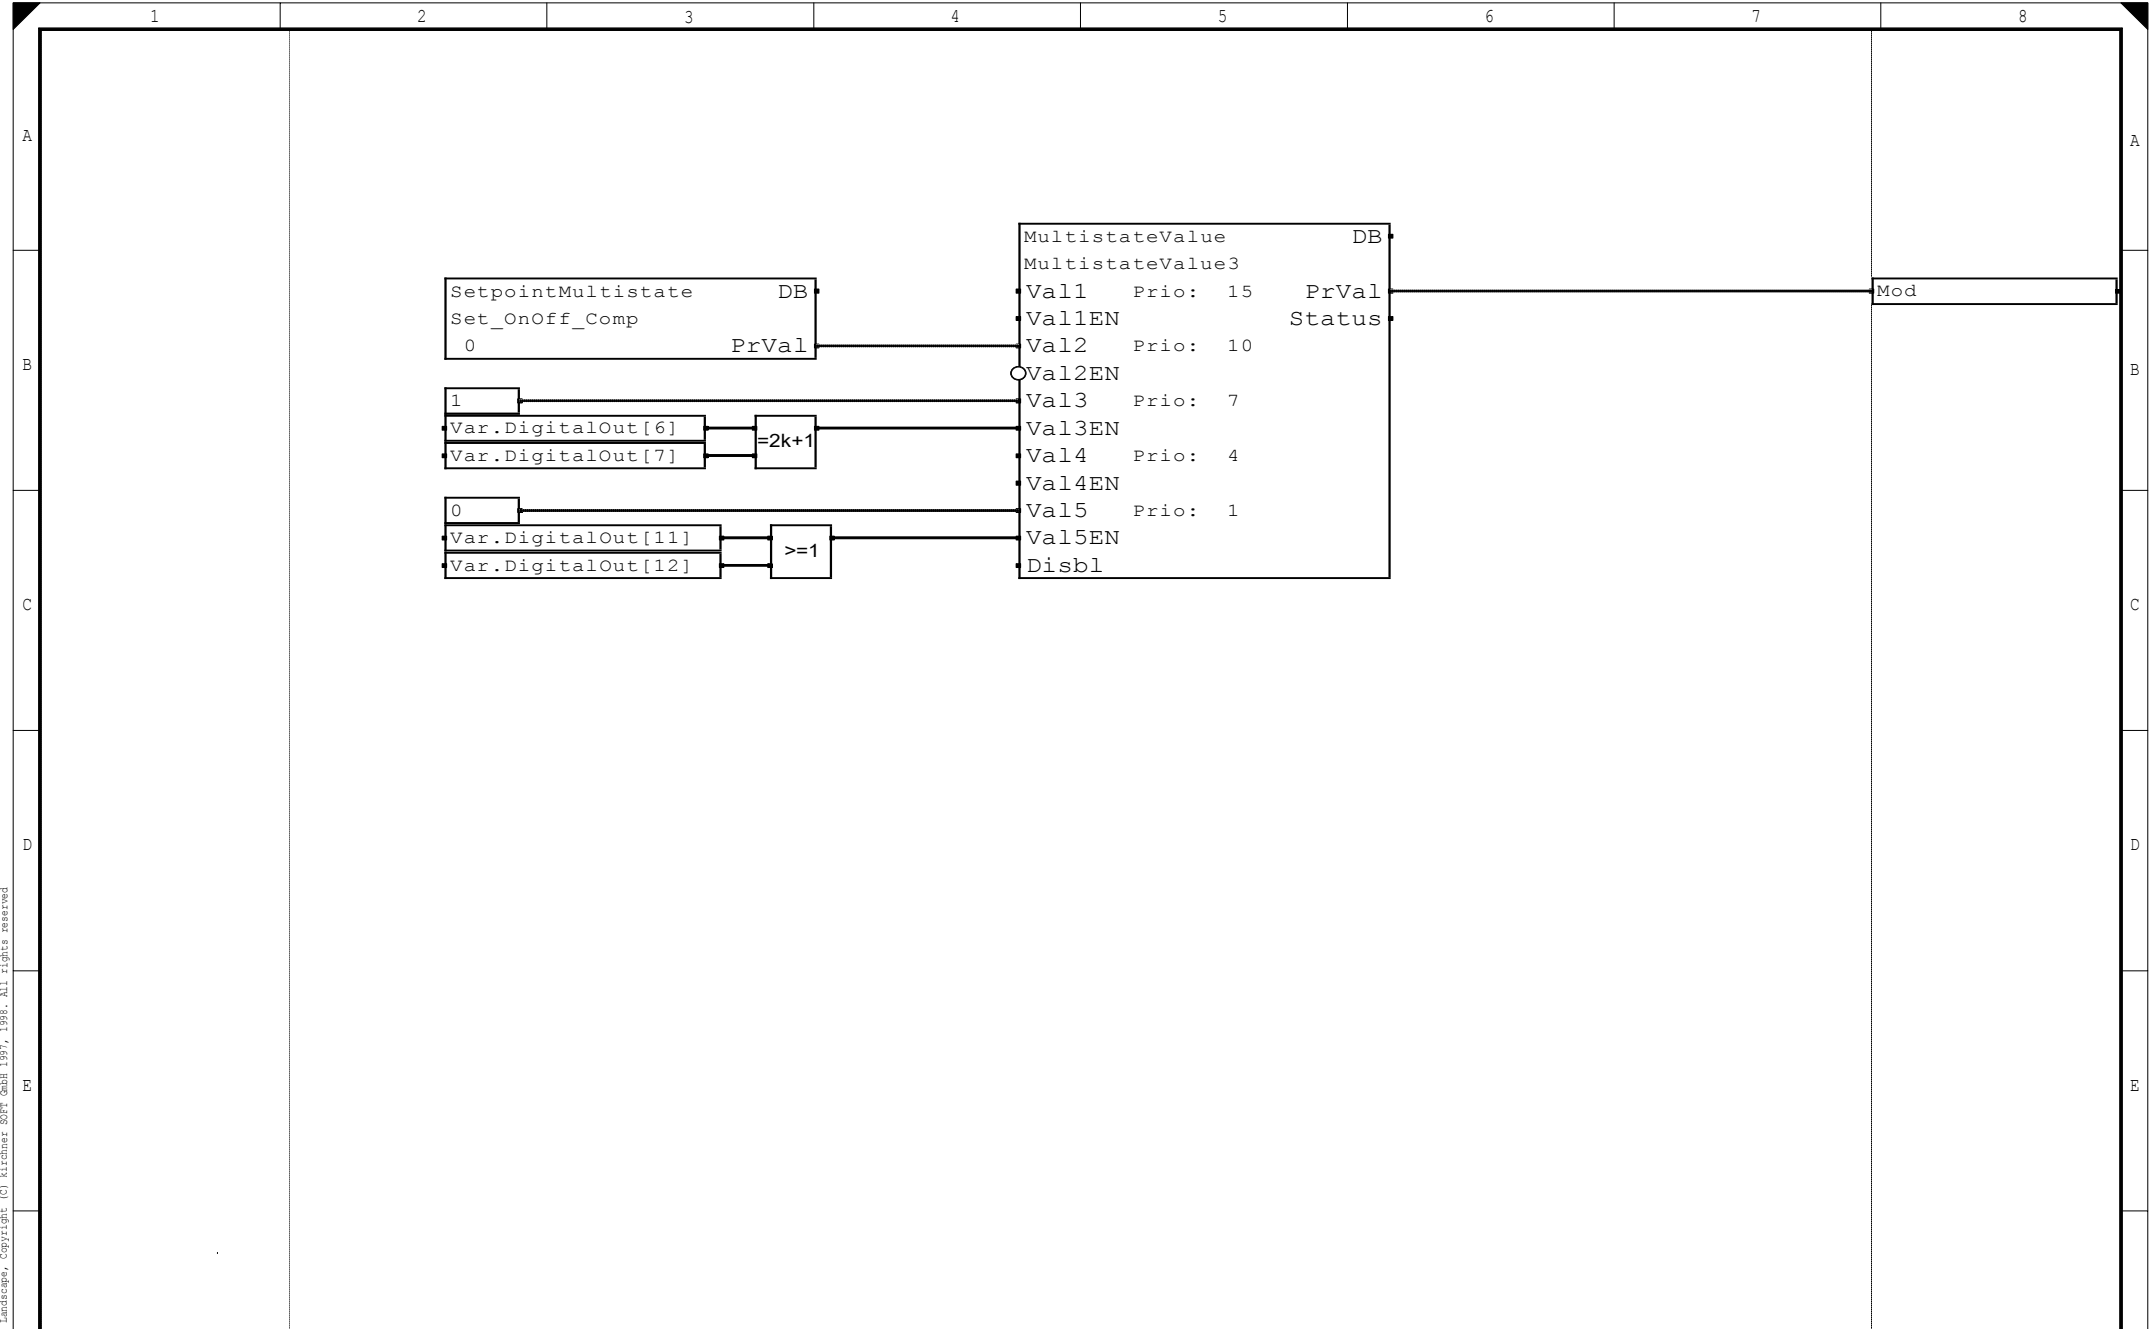 1 2 3 4 5 6 7 8
A A
MultistateValue DB
MultistateValue3
SetpointMultistate DB
Val1 Prio: 15 PrVal
Mod
Set_OnOff_Comp
Val1EN Status
0 PrVal
Val2 Prio: 10
B B
Val2EN
1
Val3 Prio: 7
Var.DigitalOut[6]
=2k+1
Val3EN
Var.DigitalOut[7]
Val4 Prio: 4
Val4EN
0
Val5 Prio: 1
Var.DigitalOut[11]
>=1
Val5EN
Var.DigitalOut[12]
Disbl
C C
D D
E E
Landscape, Copyright (C) kirchner SOFT GmbH 1997, 1998. All rights reserved